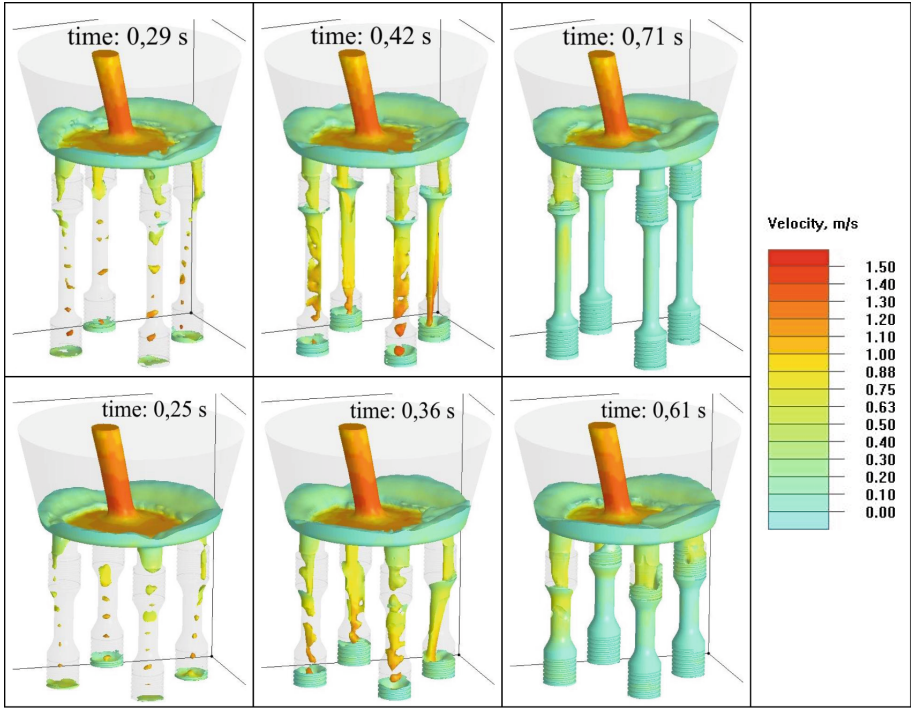 time: 0,29 s
time: 0,42 s
time: 0,71 s
time: 0,25 s
time: 0,36 s
time: 0,61 s
Velocity, m/s
1.50
1.40
1.30
1.20
1.10
1.00
0.88
0.75
0.63
0.50
0.40
0.30
0.20
0.10
0.00